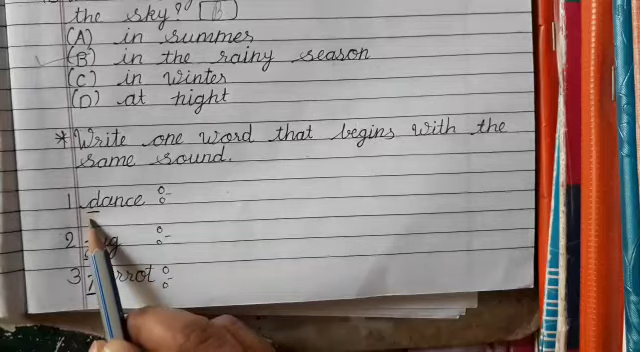 the sky? [B]
(A) in summer
(B) in the rainy season
(C) in winter
(D) at night
* Write one word that begins with the
same sound.
1 dance :-
2 :-
3 :-